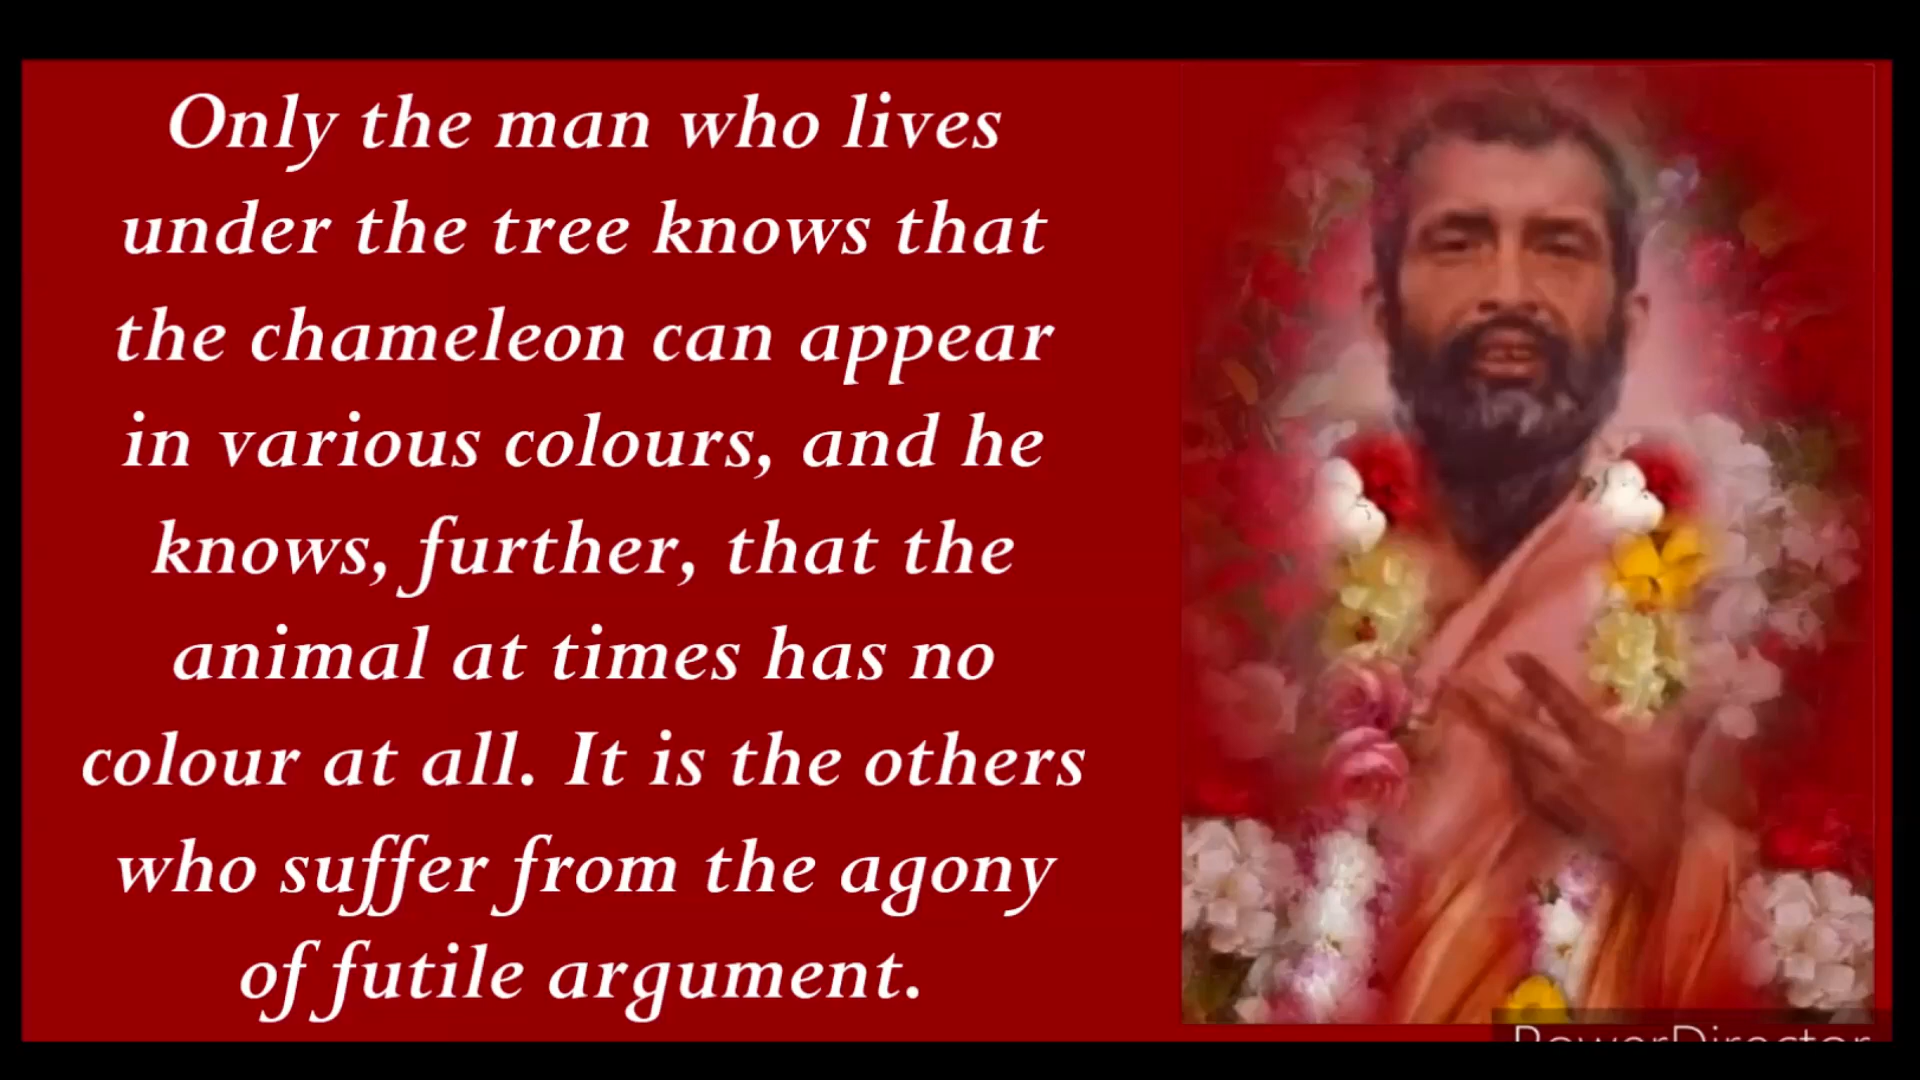 Only the man who lives
under the tree knows that
the chameleon can appear
in various colours, and he
knows, further, that the
animal at times has no
colour at all. It is the others
who suffer from the agony
of futile argument.
PowerDirector